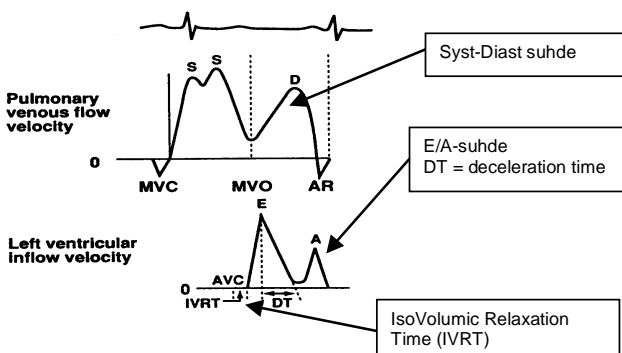 Syst-Diast suhde
S S
D
Pulmonary
venous flow
velocity
0
MVC MVO AR
E/A-suhde
DT = deceleration time
E
Left ventricular
inflow velocity
A
AVC
0
IVRT DT
IsoVolumic Relaxation
Time (IVRT)